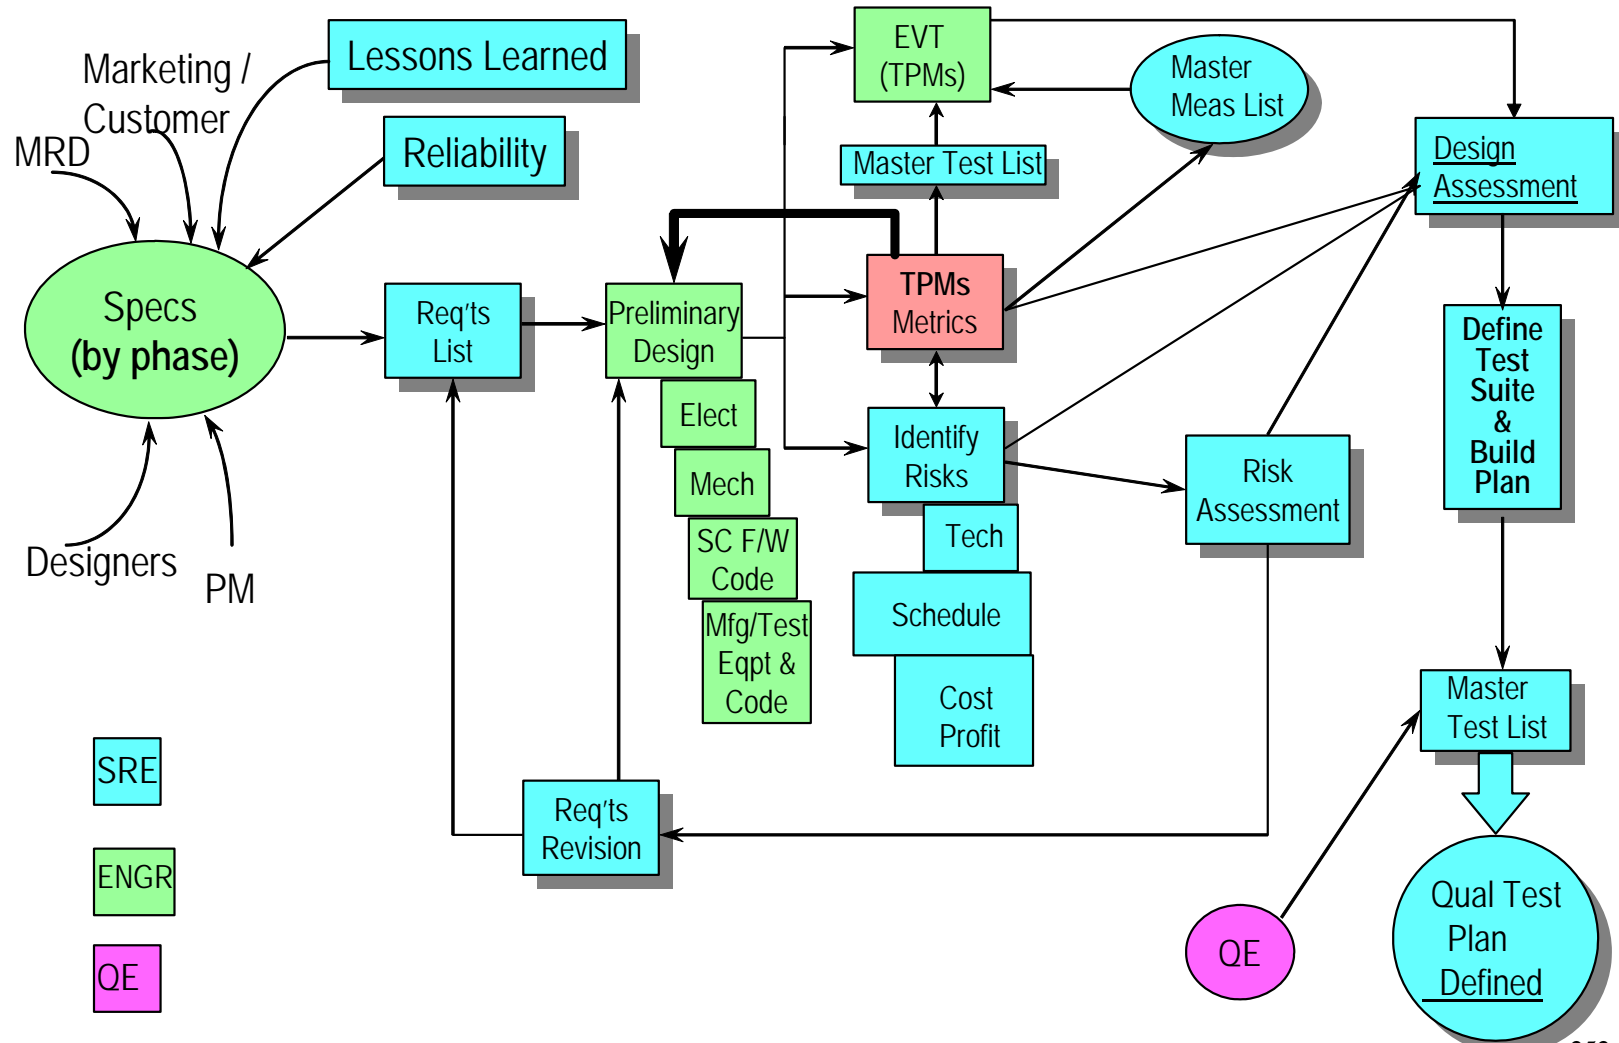 Lessons Learned
Marketing /
Customer
MRD
Reliability
Specs
(by phase)
Designers
PM
Req'ts
List
Preliminary
Design
Elect
Mech
SC F/W
Code
Mfg/Test
Eqpt &
Code
EVT
(TPMs)
Master
Meas List
Master Test List
TPMs
Metrics
Identify
Risks
Tech
Schedule
Cost
Profit
Risk
Assessment
Design
Assessment
Define
Test
Suite
&
Build
Plan
Master
Test List
Req'ts
Revision
QE
Qual Test
Plan
Defined
SRE
ENGR
QE